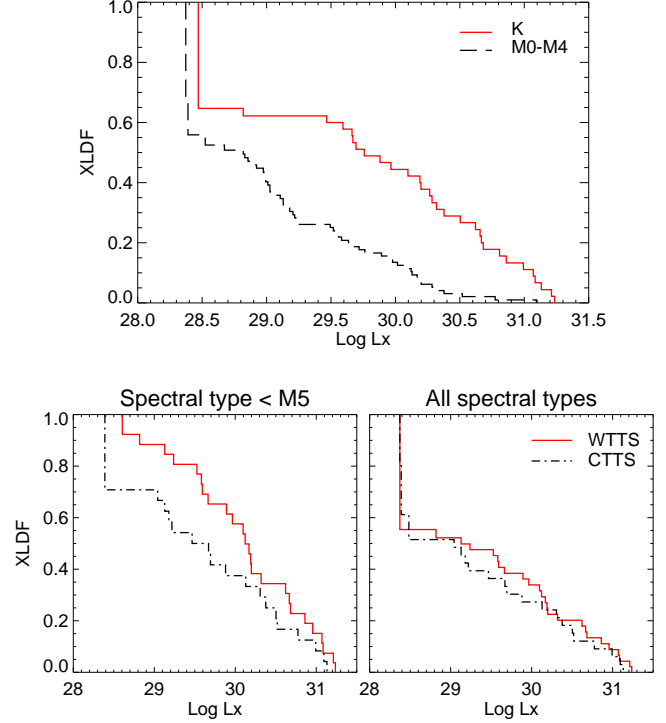 1.0
0.8
0.6
0.4
0.2
0.0
XLDF
K
M0-M4
28.0 28.5 29.0 29.5 30.0 30.5 31.0 31.5
Log Lx
Spectral type < M5
All spectral types
1.0
0.8
0.6
0.4
0.2
0.0
XLDF
WTTS
CTTS
28 29 30 31
28 29 30 31
Log Lx
Log Lx